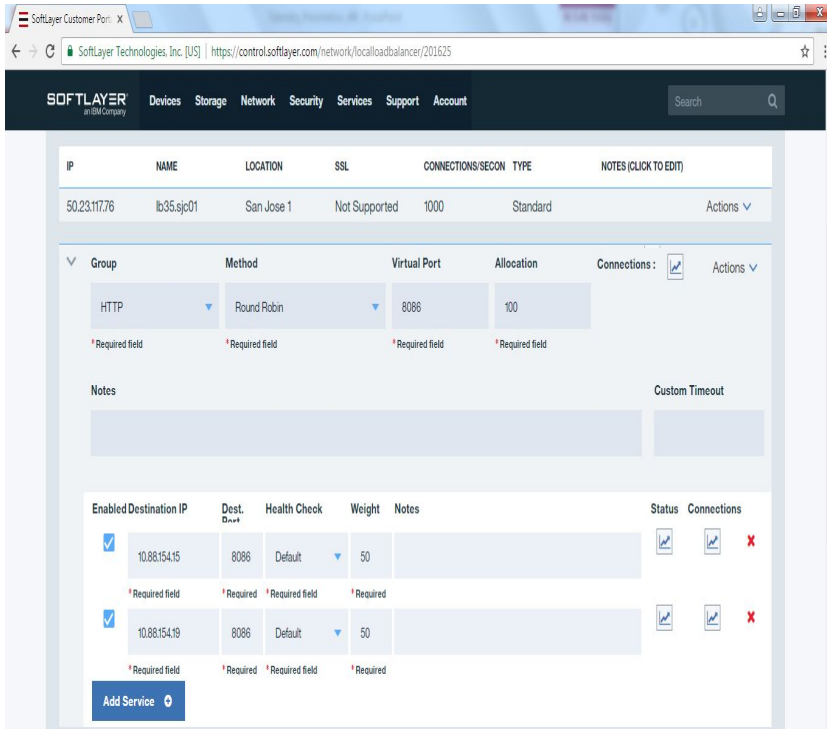 SoftLayer Customer Port X
SoftLayer Technologies, Inc. [US] | https://control.softlayer.com/network/localloadbalancer/201625
SOFTLAYER® Devices Storage Network Security Services Support Account Search
an IBM Company
IP NAME LOCATION SSL CONNECTIONS/SECON TYPE NOTES (CLICK TO EDIT)
50.23.117.76 lb35.sjc01 San Jose 1 Not Supported 1000 Standard Actions
Group Method Virtual Port Allocation Connections : Actions
HTTP Round Robin 8086 100
* Required field * Required field * Required field * Required field
Notes Custom Timeout
Enabled Destination IP Dest. Port Health Check Weight Notes Status Connections
10.88.154.15 8086 Default 50
* Required field * Required * Required field * Required
10.88.154.19 8086 Default 50
* Required field * Required * Required field * Required
Add Service